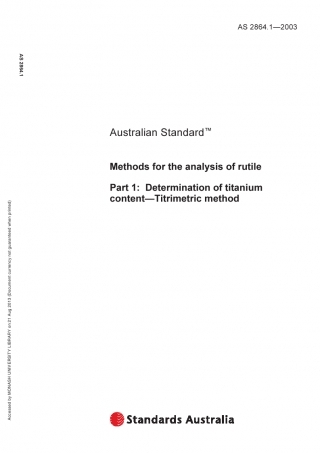 AS 2864.1—2003
AS 2864.1
Australian Standard™
Methods for the analysis of rutile
Part 1: Determination of titanium
content—Titrimetric method
Accessed by MONASH UNIVERSITY LIBRARY on 21 Aug 2013 (Document currency not guaranteed when printed)
Standards Australia